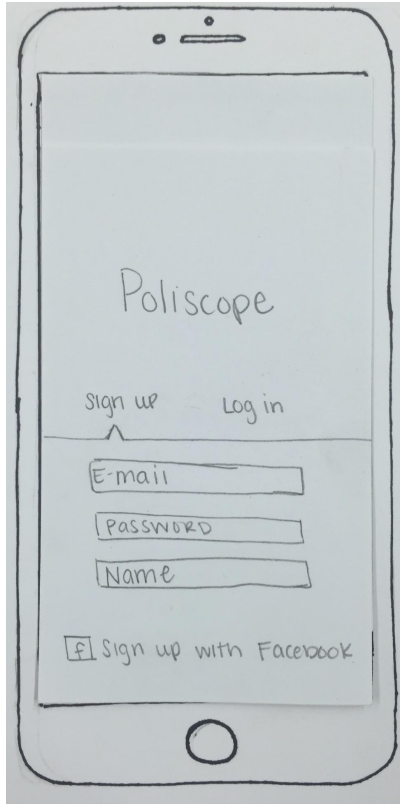 Poliscope
Sign up Log in
E-mail
PASSWORD
Name
f Sign up with Facebook